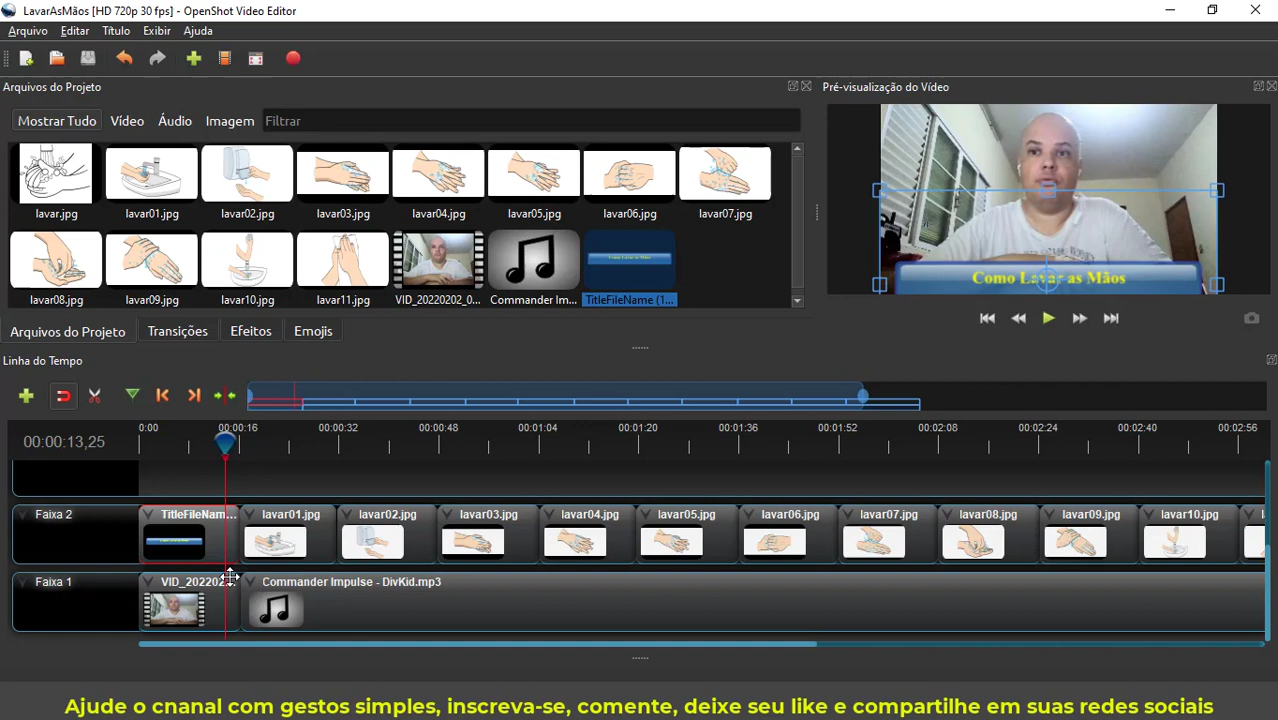 LavarAsMãos [HD 720p 30 fps] - OpenShot Video Editor
Arquivo Editar Título Exibir Ajuda
Arquivos do Projeto
Pré-visualização do Vídeo
Mostrar Tudo Vídeo Áudio Imagem Filtrar
lavar.jpg lavar01.jpg lavar02.jpg lavar03.jpg lavar04.jpg lavar05.jpg lavar06.jpg lavar07.jpg
lavar08.jpg lavar09.jpg lavar10.jpg lavar11.jpg VID_20220202_0... Commander Im... TitleFileName (1...
Como Lavar as Mãos
Arquivos do Projeto Transições Efeitos Emojis
Linha do Tempo
00:00:13,25
0:00 00:00:16 00:00:32 00:00:48 00:01:04 00:01:20 00:01:36 00:01:52 00:02:08 00:02:24 00:02:40 00:02:56
Faixa 2 TitleFileNam... lavar01.jpg lavar02.jpg lavar03.jpg lavar04.jpg lavar05.jpg lavar06.jpg lavar07.jpg lavar08.jpg lavar09.jpg lavar10.jpg
Faixa 1 Commander Impulse - DivKid.mp3
Ajude o cnanal com gestos simples, inscreva-se, comente, deixe seu like e compartilhe em suas redes sociais